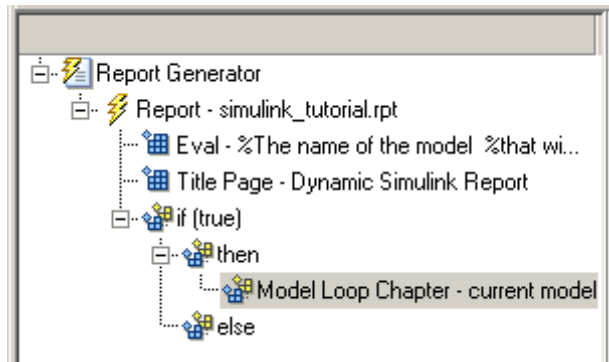 Report Generator
Report - simulink_tutorial.rpt
Eval - %The name of the model %that wi...
Title Page - Dynamic Simulink Report
if (true)
then
Model Loop Chapter - current model
else